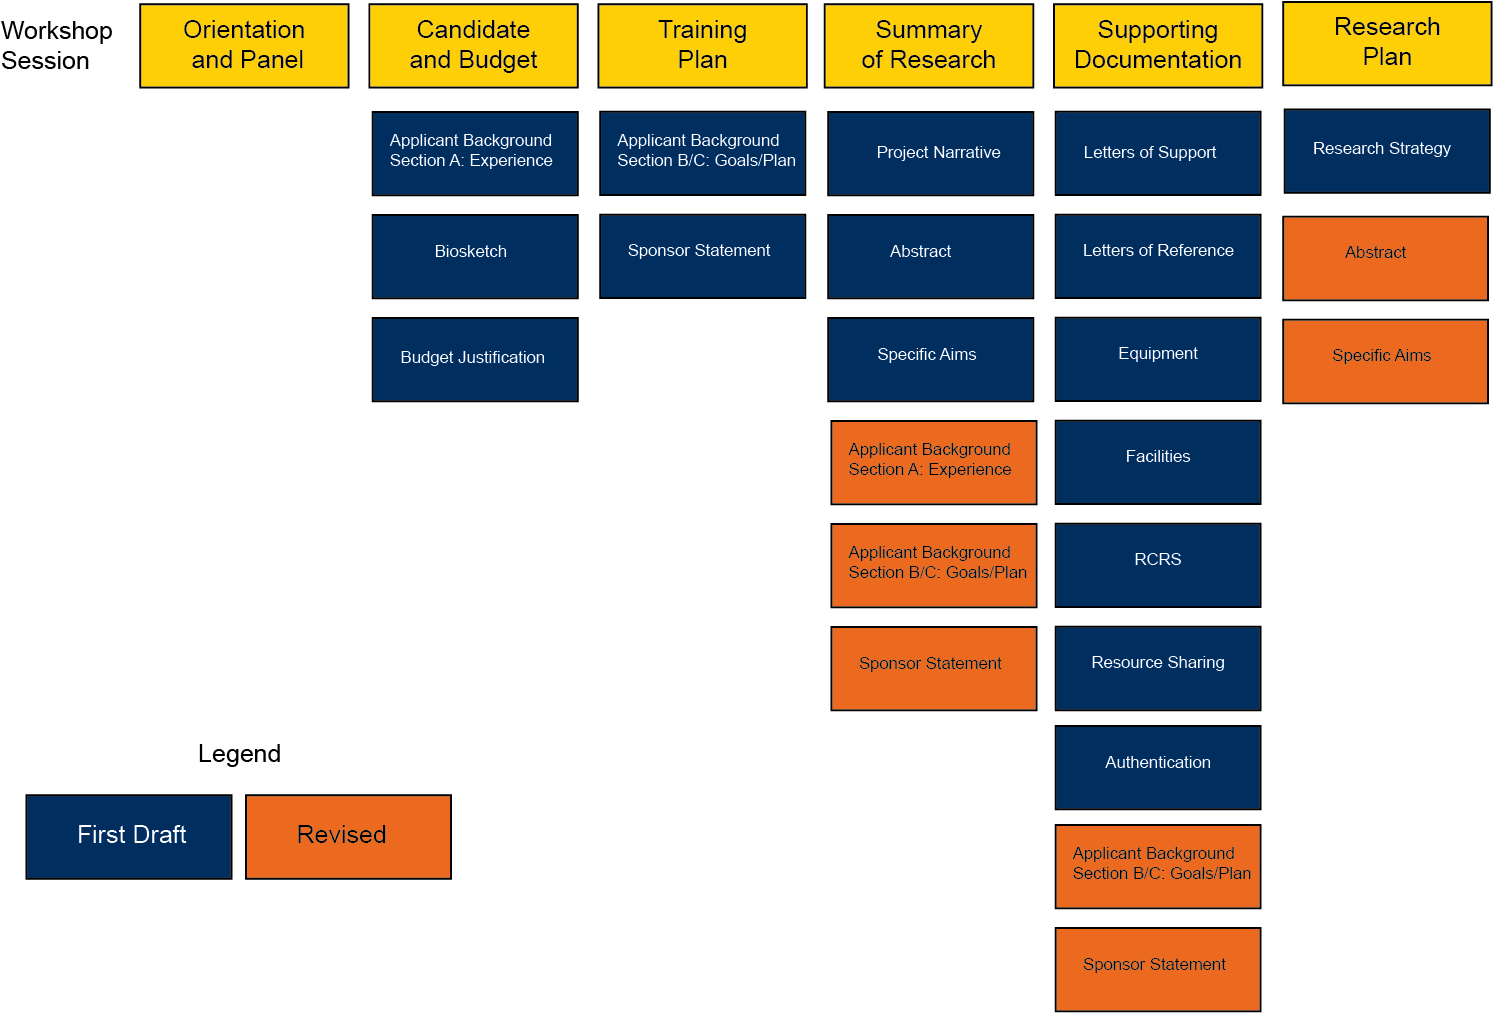 Workshop
Session
Orientation
and Panel
Candidate
and Budget
Training
Plan
Summary
of Research
Supporting
Documentation
Research
Plan
Applicant Background
Section A: Experience
Biosketch
Budget Justification
Applicant Background
Section B/C: Goals/Plan
Sponsor Statement
Project Narrative
Abstract
Specific Aims
Applicant Background
Section A: Experience
Applicant Background
Section B/C: Goals/Plan
Sponsor Statement
Letters of Support
Letters of Reference
Equipment
Facilities
RCRS
Resource Sharing
Authentication
Applicant Background
Section B/C: Goals/Plan
Sponsor Statement
Research Strategy
Abstract
Specific Aims
Legend
First Draft
Revised